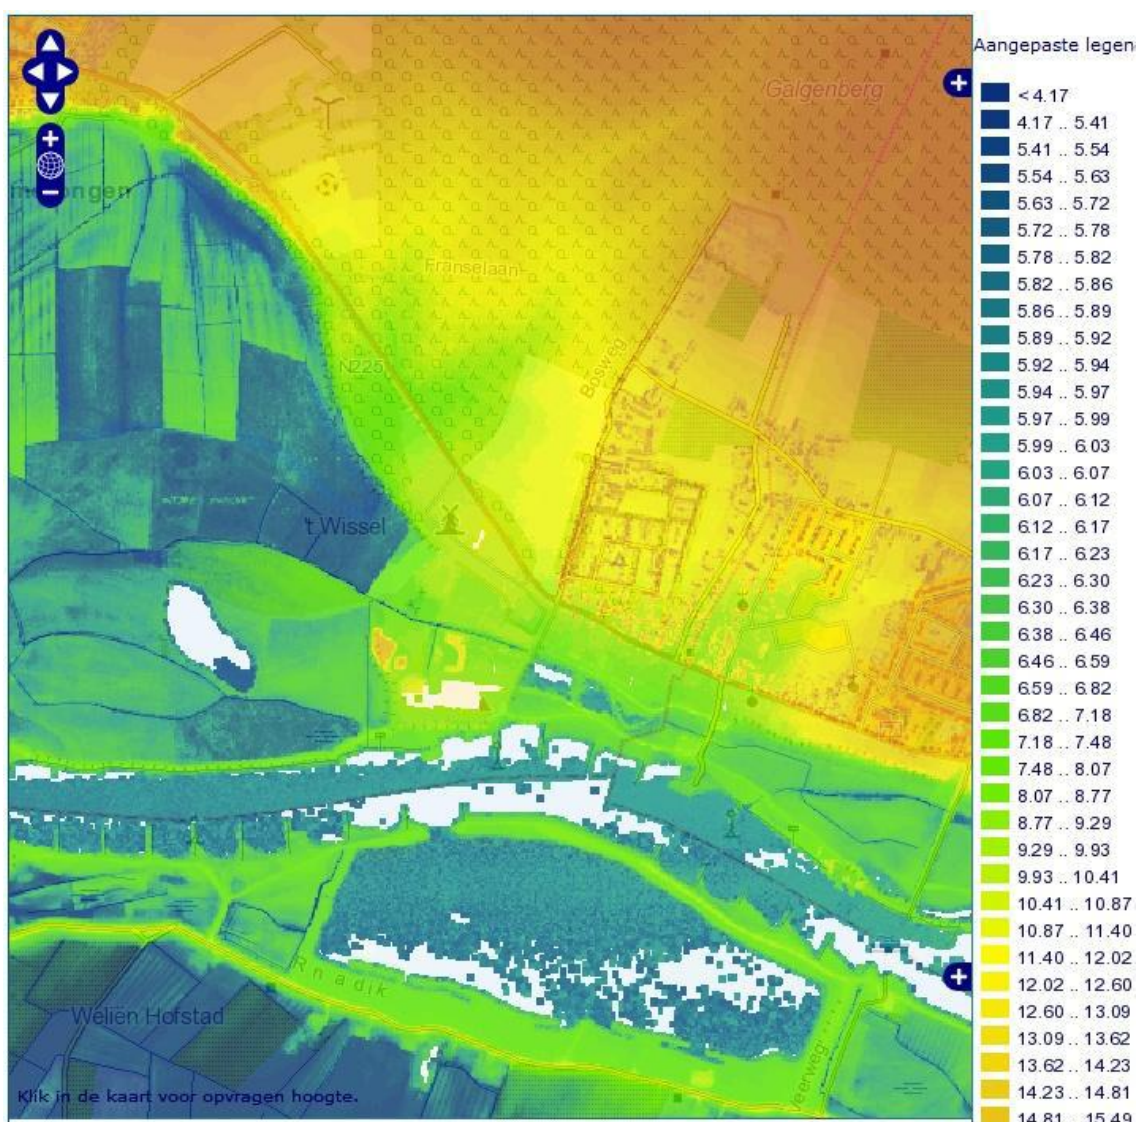 Aangepaste legen
Galgenberg
Franselaan
N225
Bosweg
't Wissel
Weliën Hofstad
Veerweg
Klik in de kaart voor opvragen hoogte.
< 4.17
4.17 .. 5.41
5.41 .. 5.54
5.54 .. 5.63
5.63 .. 5.72
5.72 .. 5.78
5.78 .. 5.82
5.82 .. 5.86
5.86 .. 5.89
5.89 .. 5.92
5.92 .. 5.94
5.94 .. 5.97
5.97 .. 5.99
5.99 .. 6.03
6.03 .. 6.07
6.07 .. 6.12
6.12 .. 6.17
6.17 .. 6.23
6.23 .. 6.30
6.30 .. 6.38
6.38 .. 6.46
6.46 .. 6.59
6.59 .. 6.82
6.82 .. 7.18
7.18 .. 7.48
7.48 .. 8.07
8.07 .. 8.77
8.77 .. 9.29
9.29 .. 9.93
9.93 .. 10.41
10.41 .. 10.87
10.87 .. 11.40
11.40 .. 12.02
12.02 .. 12.60
12.60 .. 13.09
13.09 .. 13.62
13.62 .. 14.23
14.23 .. 14.81
14.81 .. 15.49